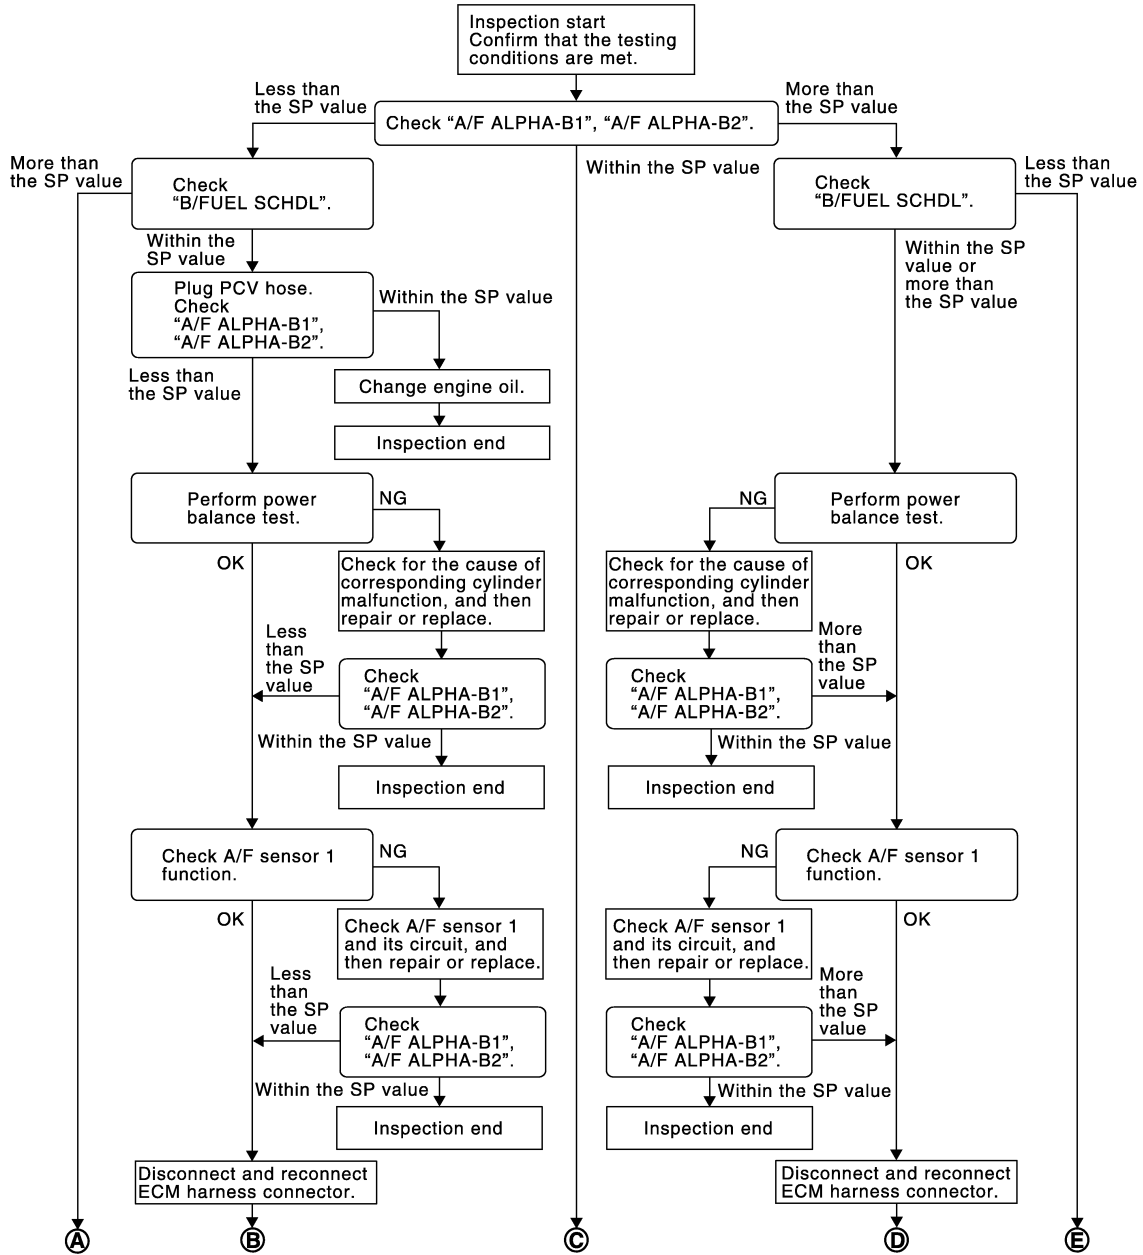 Inspection start
Confirm that the testing
conditions are met.
Less than
the SP value
More than
the SP value
Check “A/F ALPHA-B1”, “A/F ALPHA-B2”.
More than
the SP value
Within the SP value
Less than
the SP value
Check
“B/FUEL SCHDL”.
Check
“B/FUEL SCHDL”.
Within the
SP value
Within the SP
value or
more than
the SP value
Plug PCV hose.
Check
“A/F ALPHA-B1”,
“A/F ALPHA-B2”.
Within the SP value
Less than
the SP value
Change engine oil.
Inspection end
Perform power
balance test.
NG
NG
Perform power
balance test.
OK
OK
Check for the cause of
corresponding cylinder
malfunction, and then
repair or replace.
Check for the cause of
corresponding cylinder
malfunction, and then
repair or replace.
Less
than
the SP
value
More
than
the SP
value
Check
“A/F ALPHA-B1”,
“A/F ALPHA-B2”.
Check
“A/F ALPHA-B1”,
“A/F ALPHA-B2”.
Within the SP value
Within the SP value
Inspection end
Inspection end
Check A/F sensor 1
function.
NG
NG
Check A/F sensor 1
function.
OK
OK
Check A/F sensor 1
and its circuit, and
then repair or replace.
Check A/F sensor 1
and its circuit, and
then repair or replace.
Less
than
the SP
value
More
than
the SP
value
Check
“A/F ALPHA-B1”,
“A/F ALPHA-B2”.
Check
“A/F ALPHA-B1”,
“A/F ALPHA-B2”.
Within the SP value
Within the SP value
Inspection end
Inspection end
Disconnect and reconnect
ECM harness connector.
Disconnect and reconnect
ECM harness connector.
A
B
C
D
E